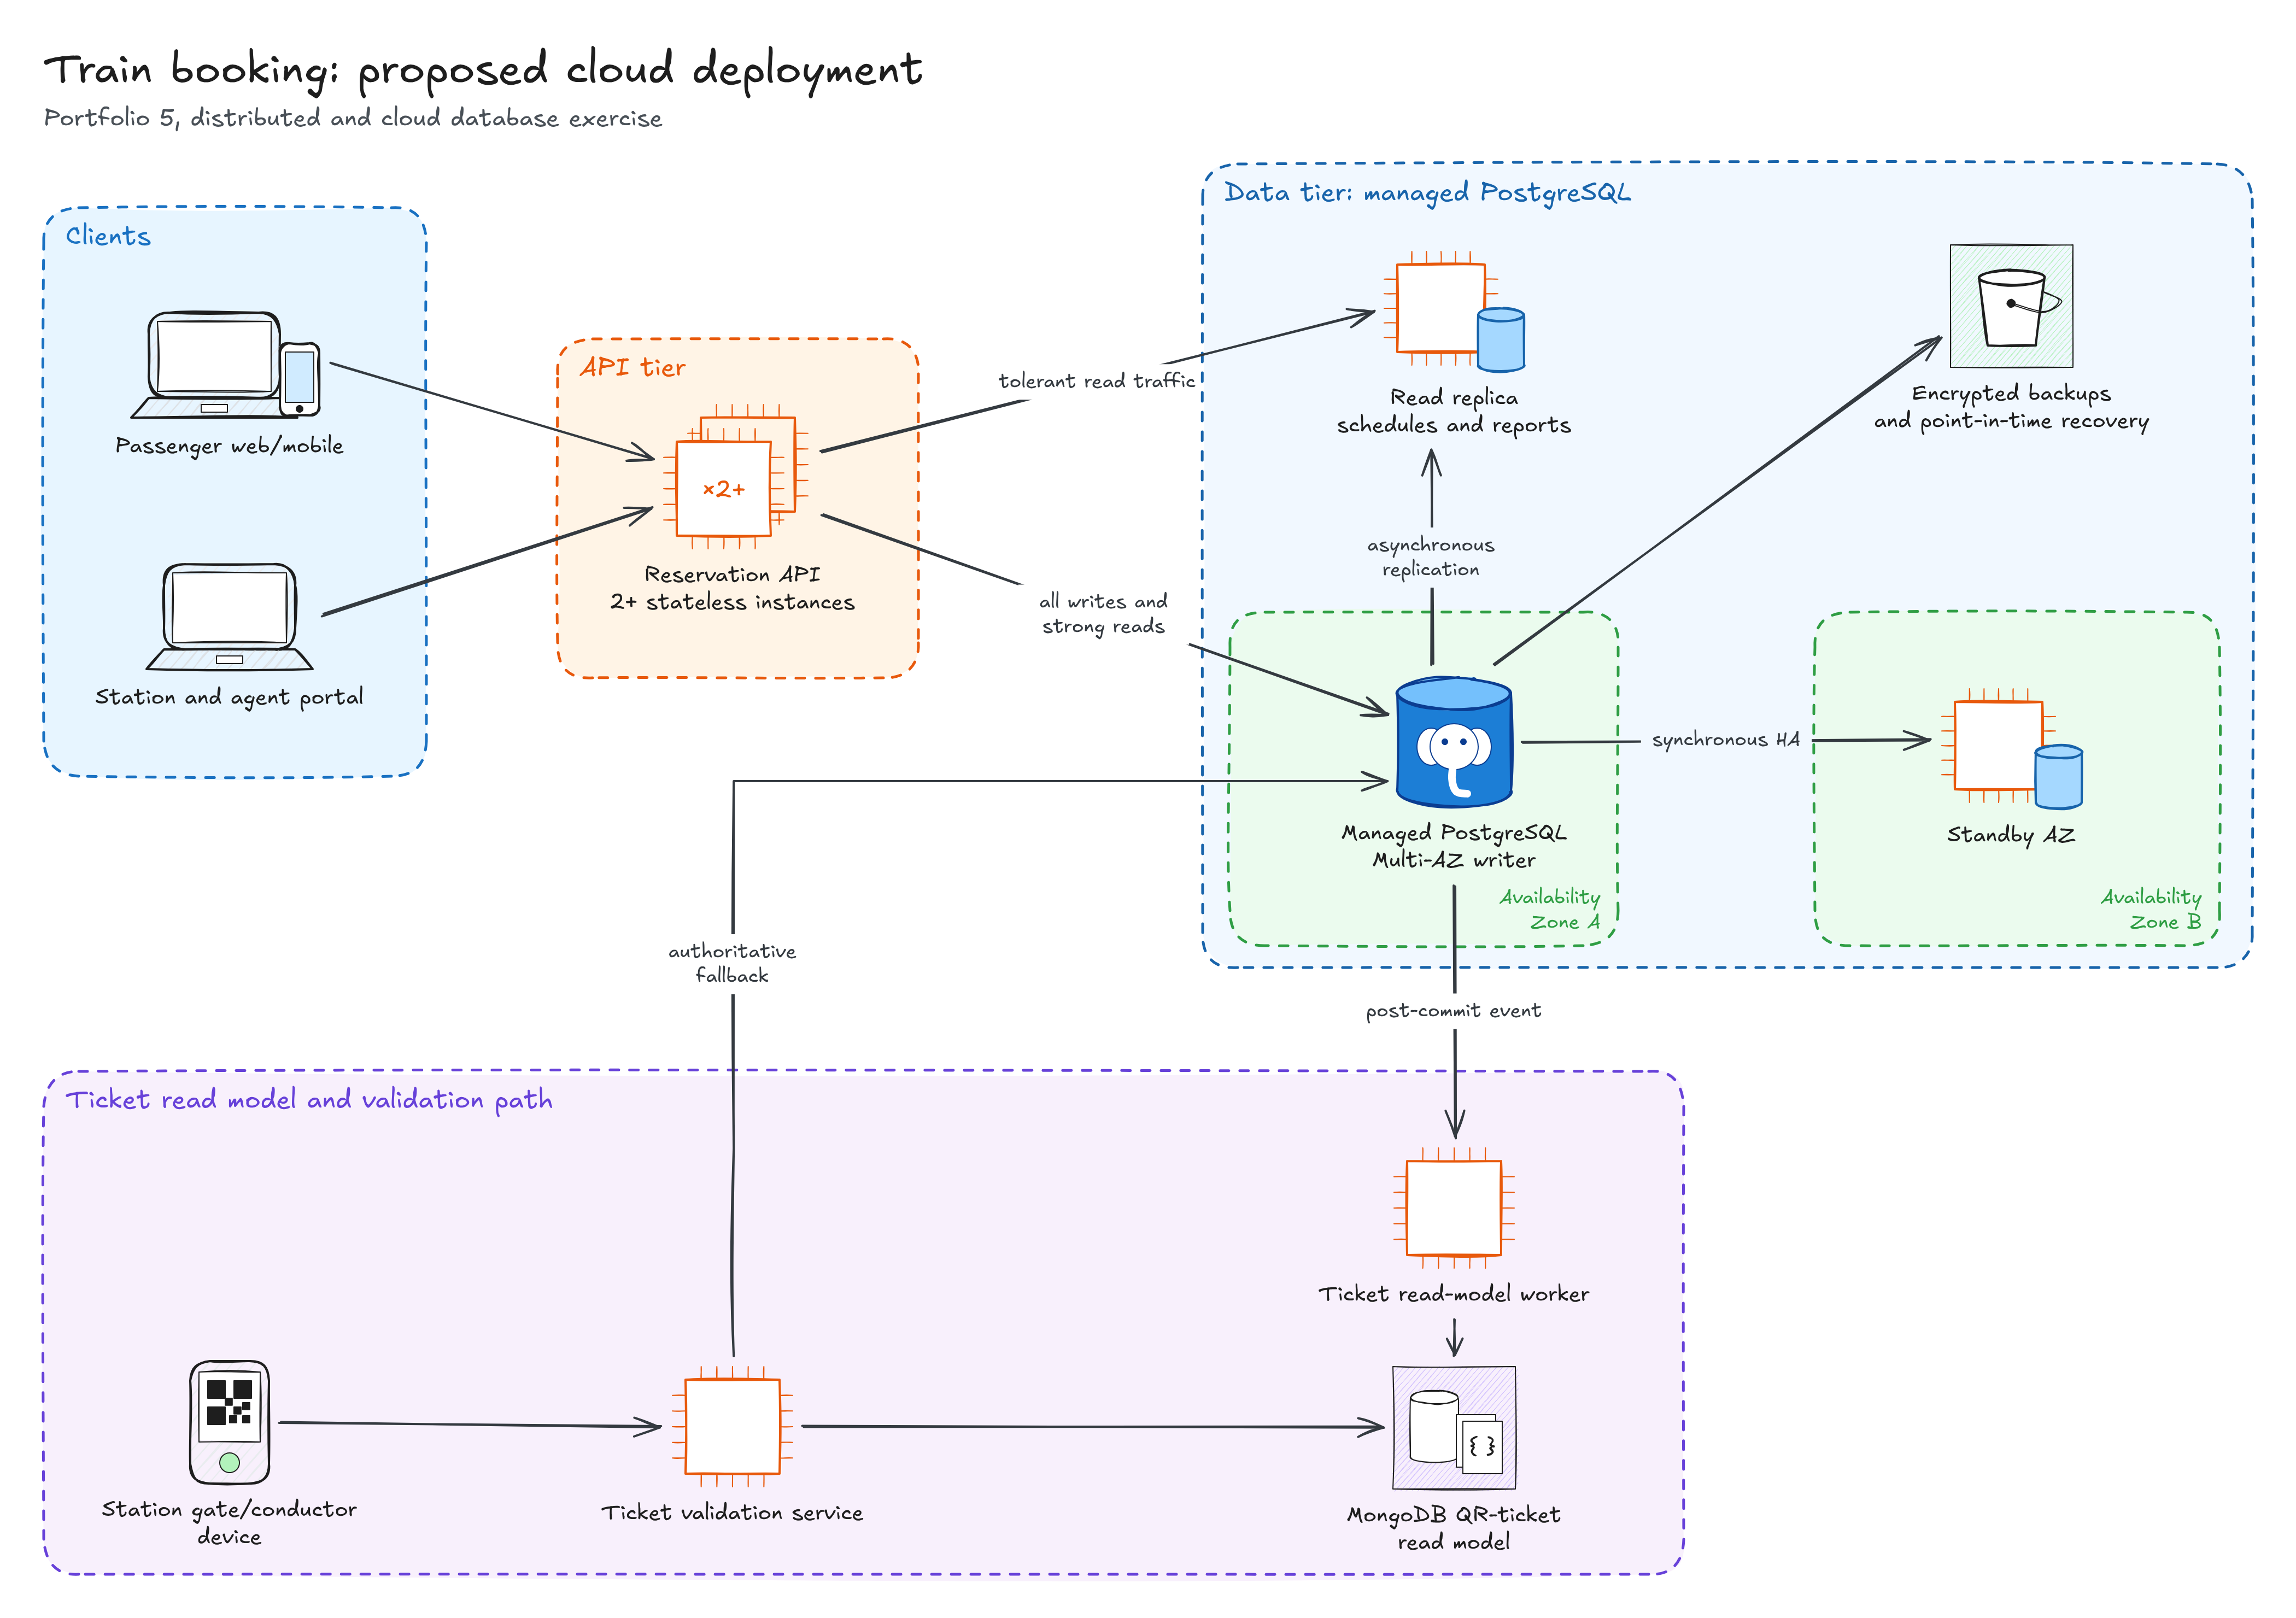 Train booking: proposed cloud deployment
Portfolio 5, distributed and cloud database exercise
Clients
Passenger web/mobile
Station and agent portal
API tier
×2+
Reservation API
2+ stateless instances
tolerant read traffic
all writes and
strong reads
Data tier: managed PostgreSQL
Read replica
schedules and reports
Encrypted backups
and point-in-time recovery
asynchronous
replication
Managed PostgreSQL
Multi-AZ writer
Availability
Zone A
synchronous HA
Standby AZ
Availability
Zone B
authoritative
fallback
post-commit event
Ticket read model and validation path
Ticket read-model worker
Station gate/conductor
device
Ticket validation service
{ }
MongoDB QR-ticket
read model